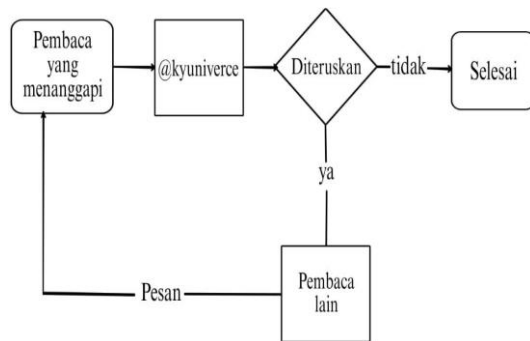 Pembaca
yang
menanggapi
@kyuniverce
Diteruskan
tidak
Selesai
ya
Pembaca
lain
Pesan